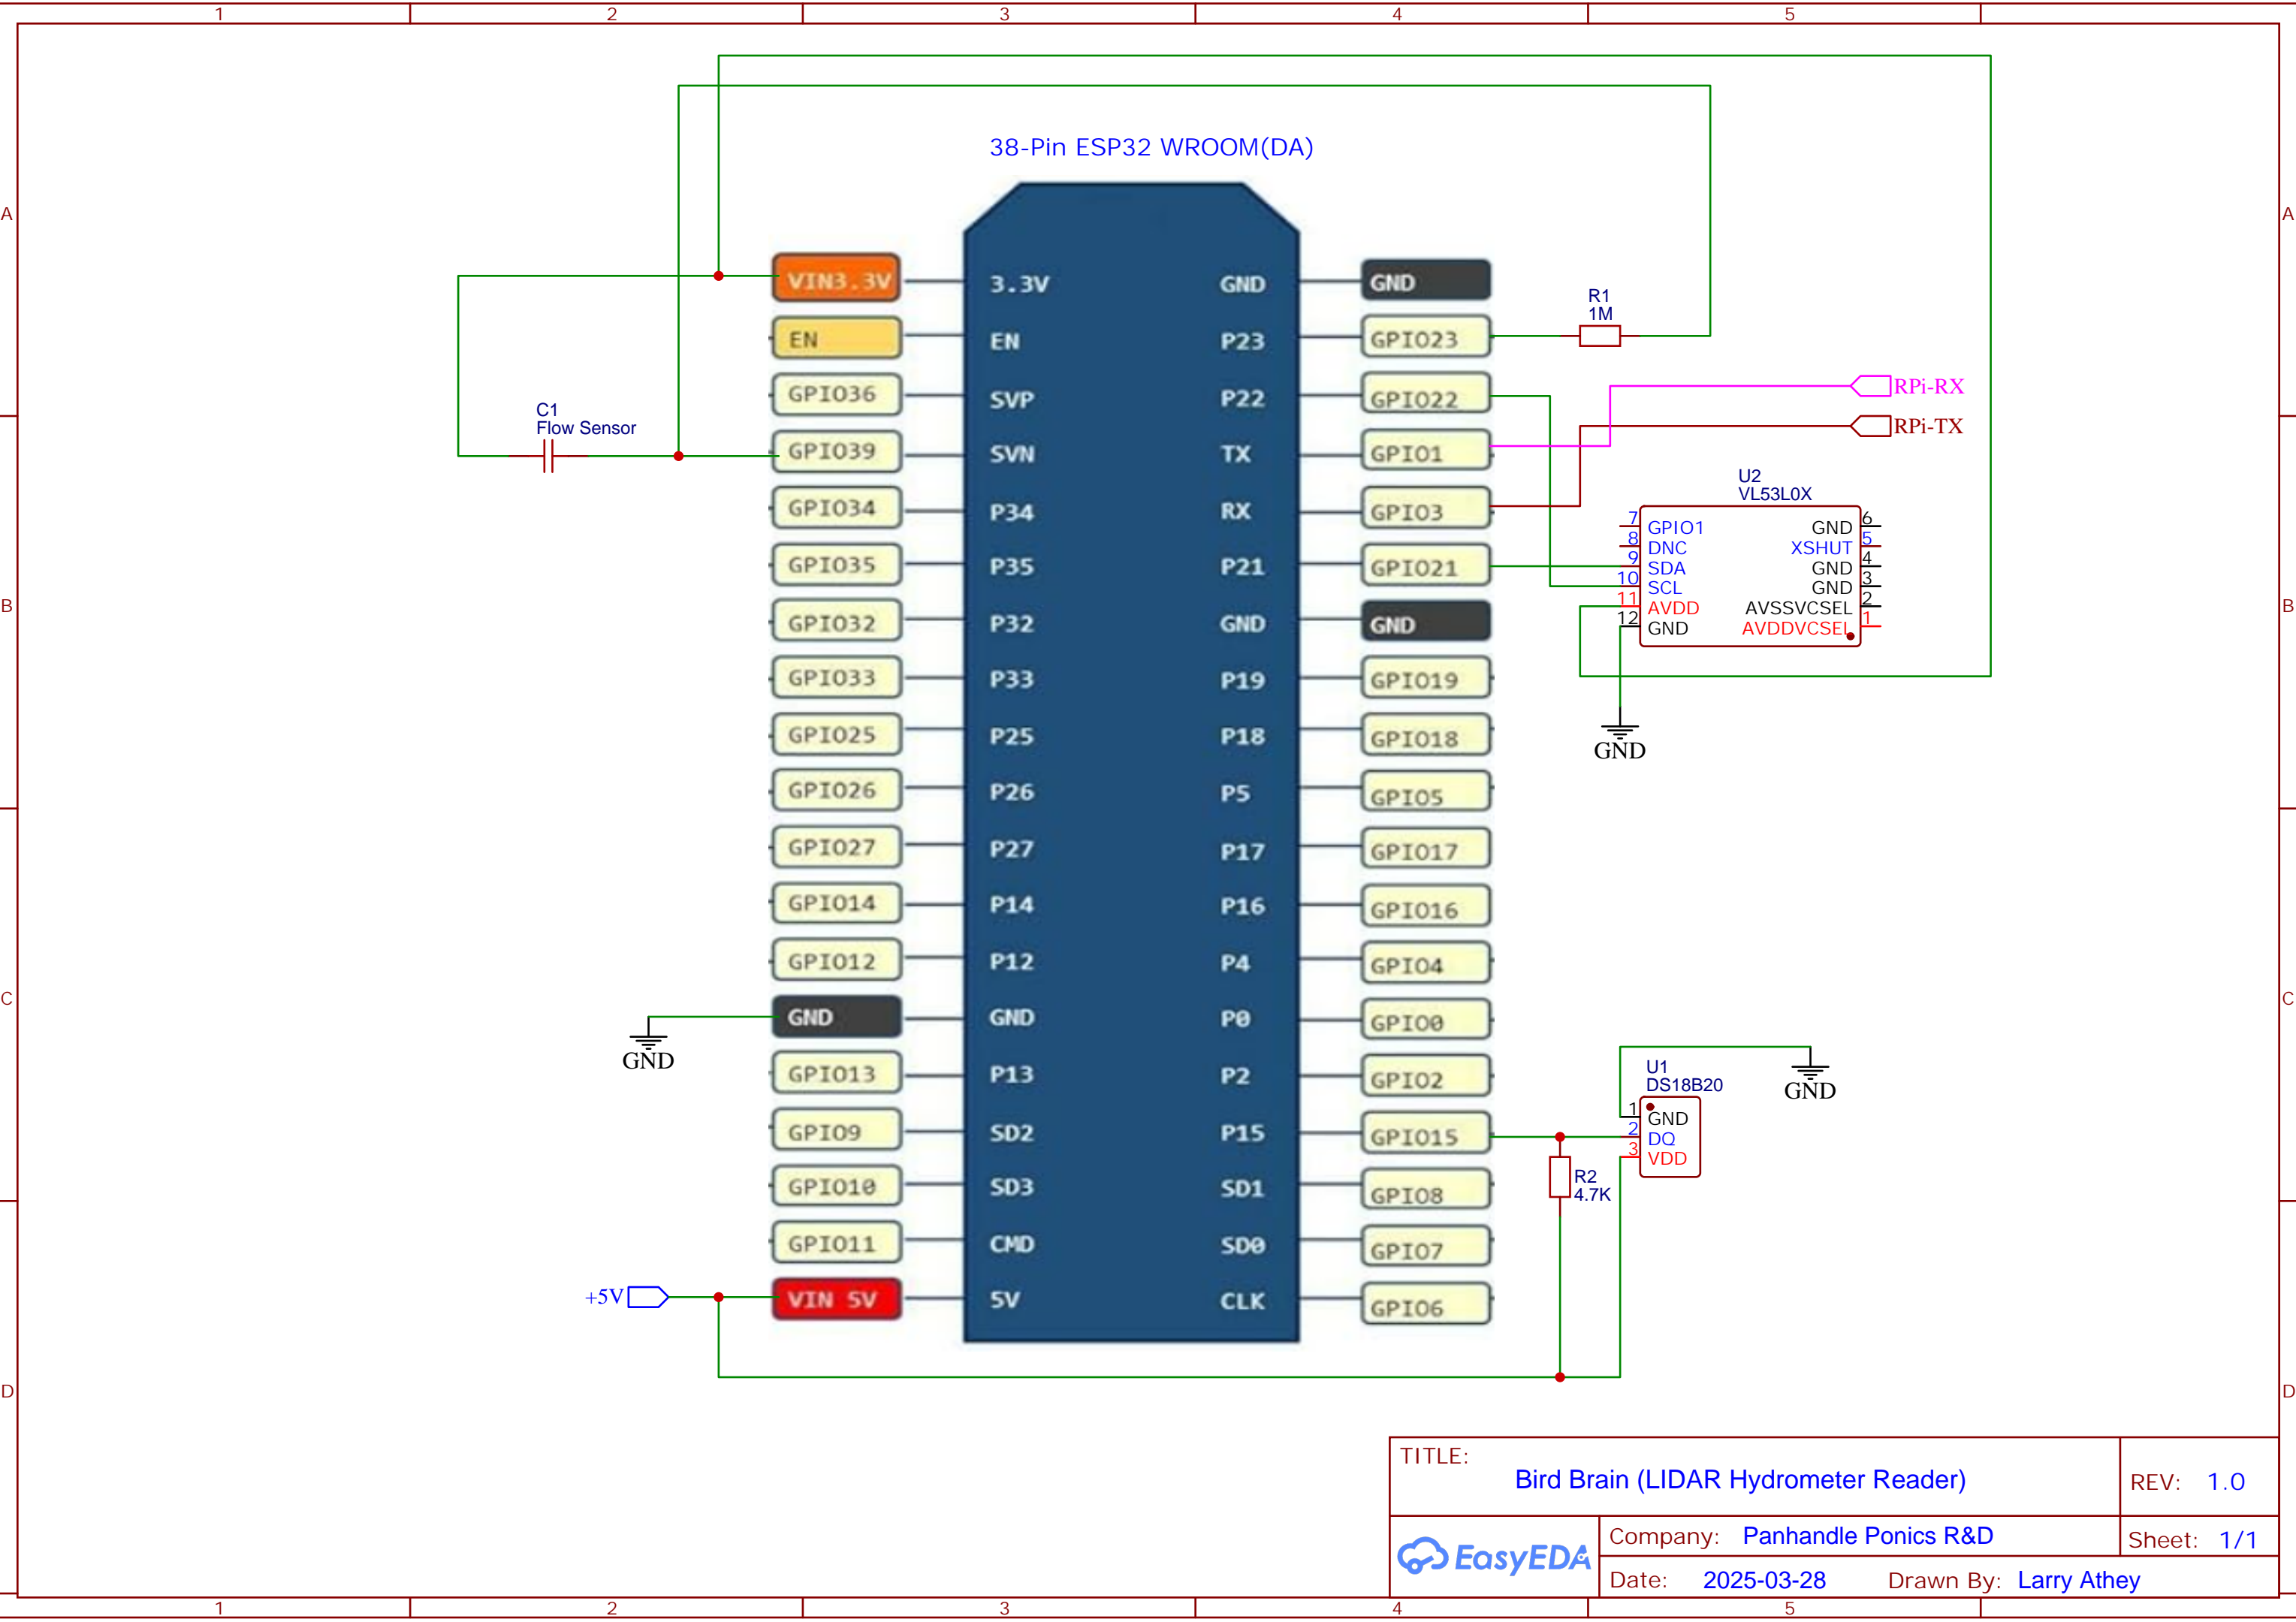 1 2 3 4 5
A A
B B
C C
D D
38-Pin ESP32 WROOM(DA)
VIN3.3V 3.3V GND GND
EN EN P23 GPIO23
GPIO36 SVP P22 GPIO22
GPIO39 SVN TX GPIO1
GPIO34 P34 RX GPIO3
GPIO35 P35 P21 GPIO21
GPIO32 P32 GND GND
GPIO33 P33 P19 GPIO19
GPIO25 P25 P18 GPIO18
GPIO26 P26 P5 GPIO5
GPIO27 P27 P17 GPIO17
GPIO14 P14 P16 GPIO16
GPIO12 P12 P4 GPIO4
GND GND P0 GPIO0
GPIO13 P13 P2 GPIO2
GPIO9 SD2 P15 GPIO15
GPIO10 SD3 SD1 GPIO8
GPIO11 CMD SD0 GPIO7
VIN 5V 5V CLK GPIO6
C1
Flow Sensor
GND
+5V
R1
1M
RPi-RX
RPi-TX
U2
VL53L0X
7 GPIO1 GND 6
8 DNC XSHUT 5
9 SDA GND 4
10 SCL GND 3
11 AVDD AVSSVCSEL 2
12 GND AVDDVCSEL 1
GND
U1
DS18B20
1 GND
2 DQ
3 VDD
GND
R2
4.7K
TITLE:
Bird Brain (LIDAR Hydrometer Reader)
REV: 1.0
EasyEDA
Company: Panhandle Ponics R&D
Sheet: 1/1
Date: 2025-03-28 Drawn By: Larry Athey
1 2 3 4 5